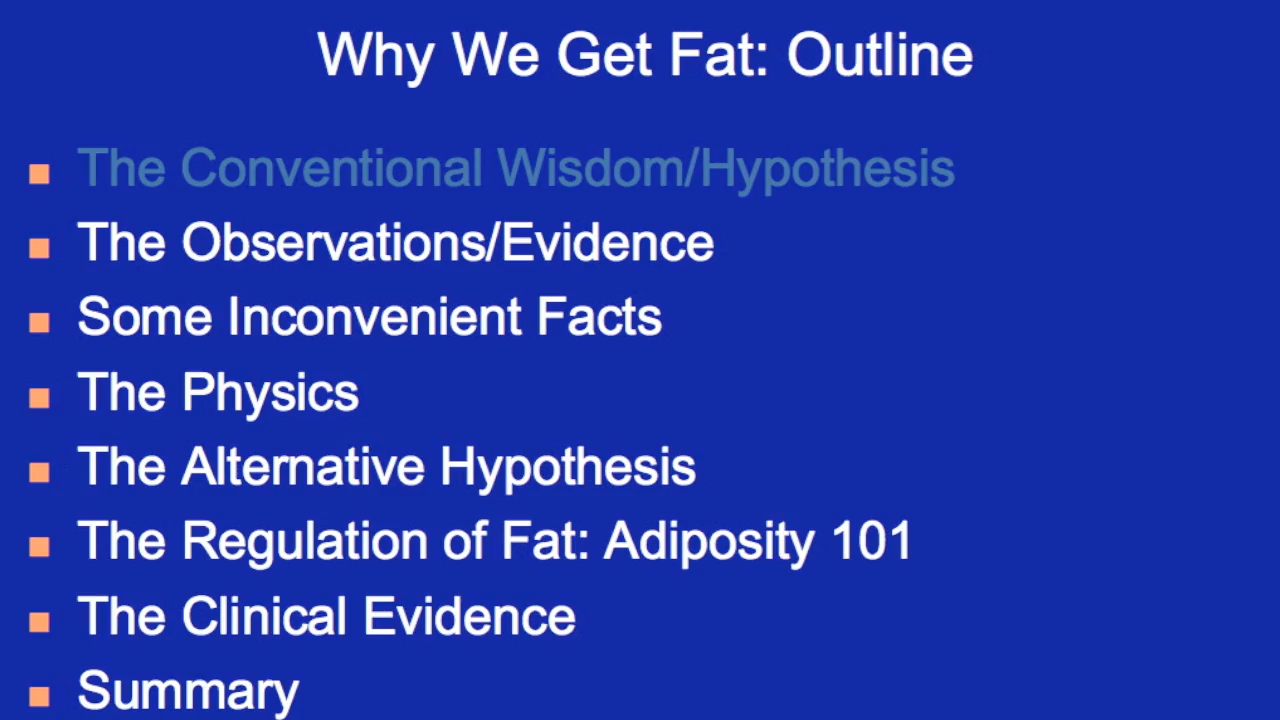 Why We Get Fat: Outline
The Conventional Wisdom/Hypothesis
The Observations/Evidence
Some Inconvenient Facts
The Physics
The Alternative Hypothesis
The Regulation of Fat: Adiposity 101
The Clinical Evidence
Summary